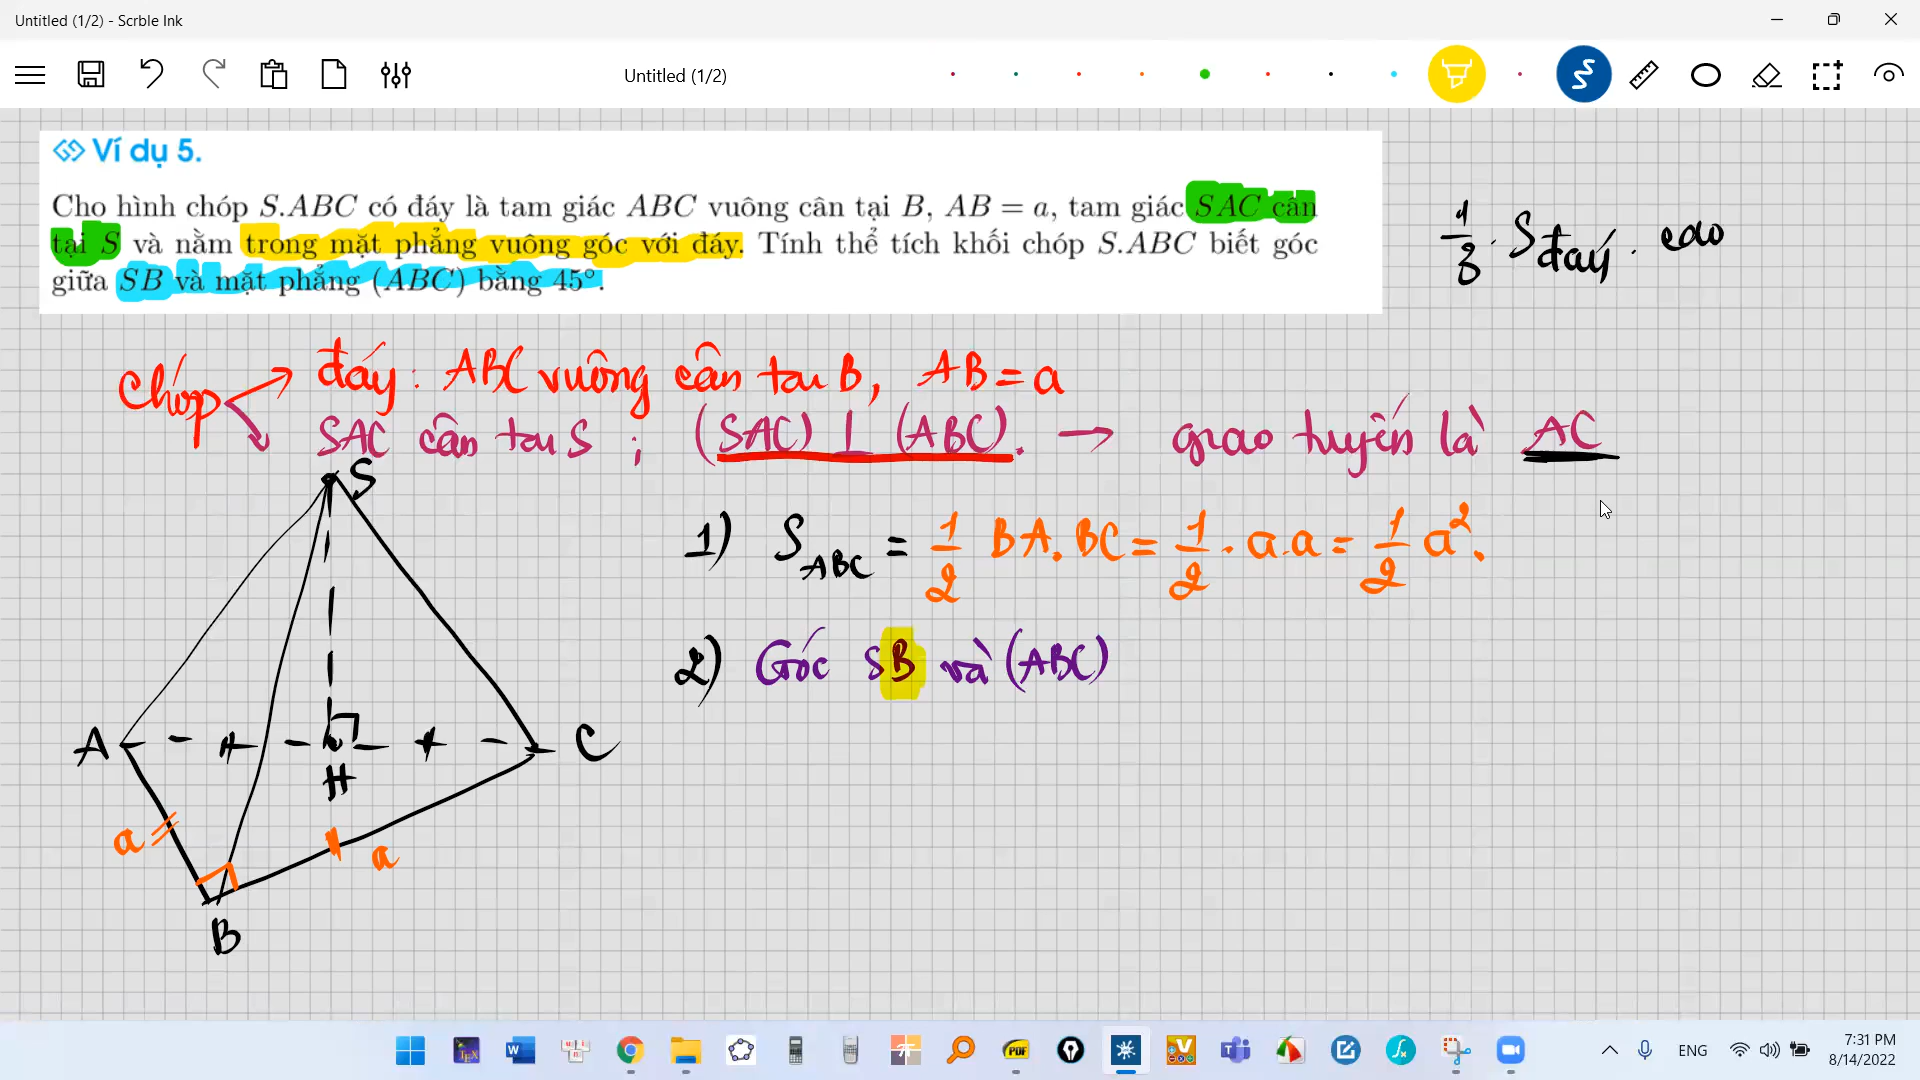 Untitled (1/2) - Scrble Ink
Untitled (1/2)
Ví dụ 5.
Cho hình chóp S.ABC có đáy là tam giác ABC vuông cân tại B, AB = a, tam giác SAC cân
tại S và nằm trong mặt phẳng vuông góc với đáy. Tính thể tích khối chóp S.ABC biết góc
giữa SB và mặt phẳng (ABC) bằng 45°.
1/3 . S đáy . cao
Chóp → đáy: ABC vuông cân tại B, AB = a
SAC cân tại S ; (SAC) ⊥ (ABC). → giao tuyến là AC
S
1) S_ABC = 1/2 BA.BC = 1/2 . a.a = 1/2 a².
2) Góc SB và (ABC)
A
C
H
a
a
B
ENG
7:31 PM
8/14/2022